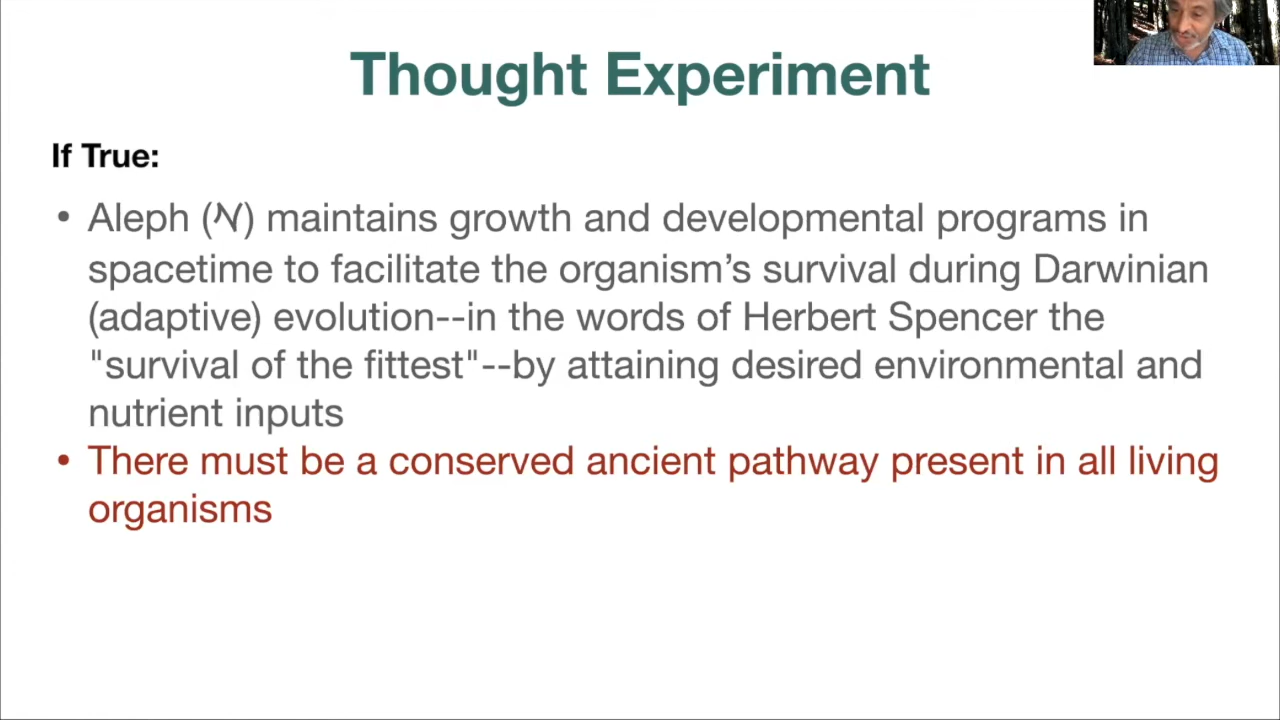 Thought Experiment
If True:
• Aleph (ℵ) maintains growth and developmental programs in
spacetime to facilitate the organism’s survival during Darwinian
(adaptive) evolution--in the words of Herbert Spencer the
"survival of the fittest"--by attaining desired environmental and
nutrient inputs
• There must be a conserved ancient pathway present in all living
organisms